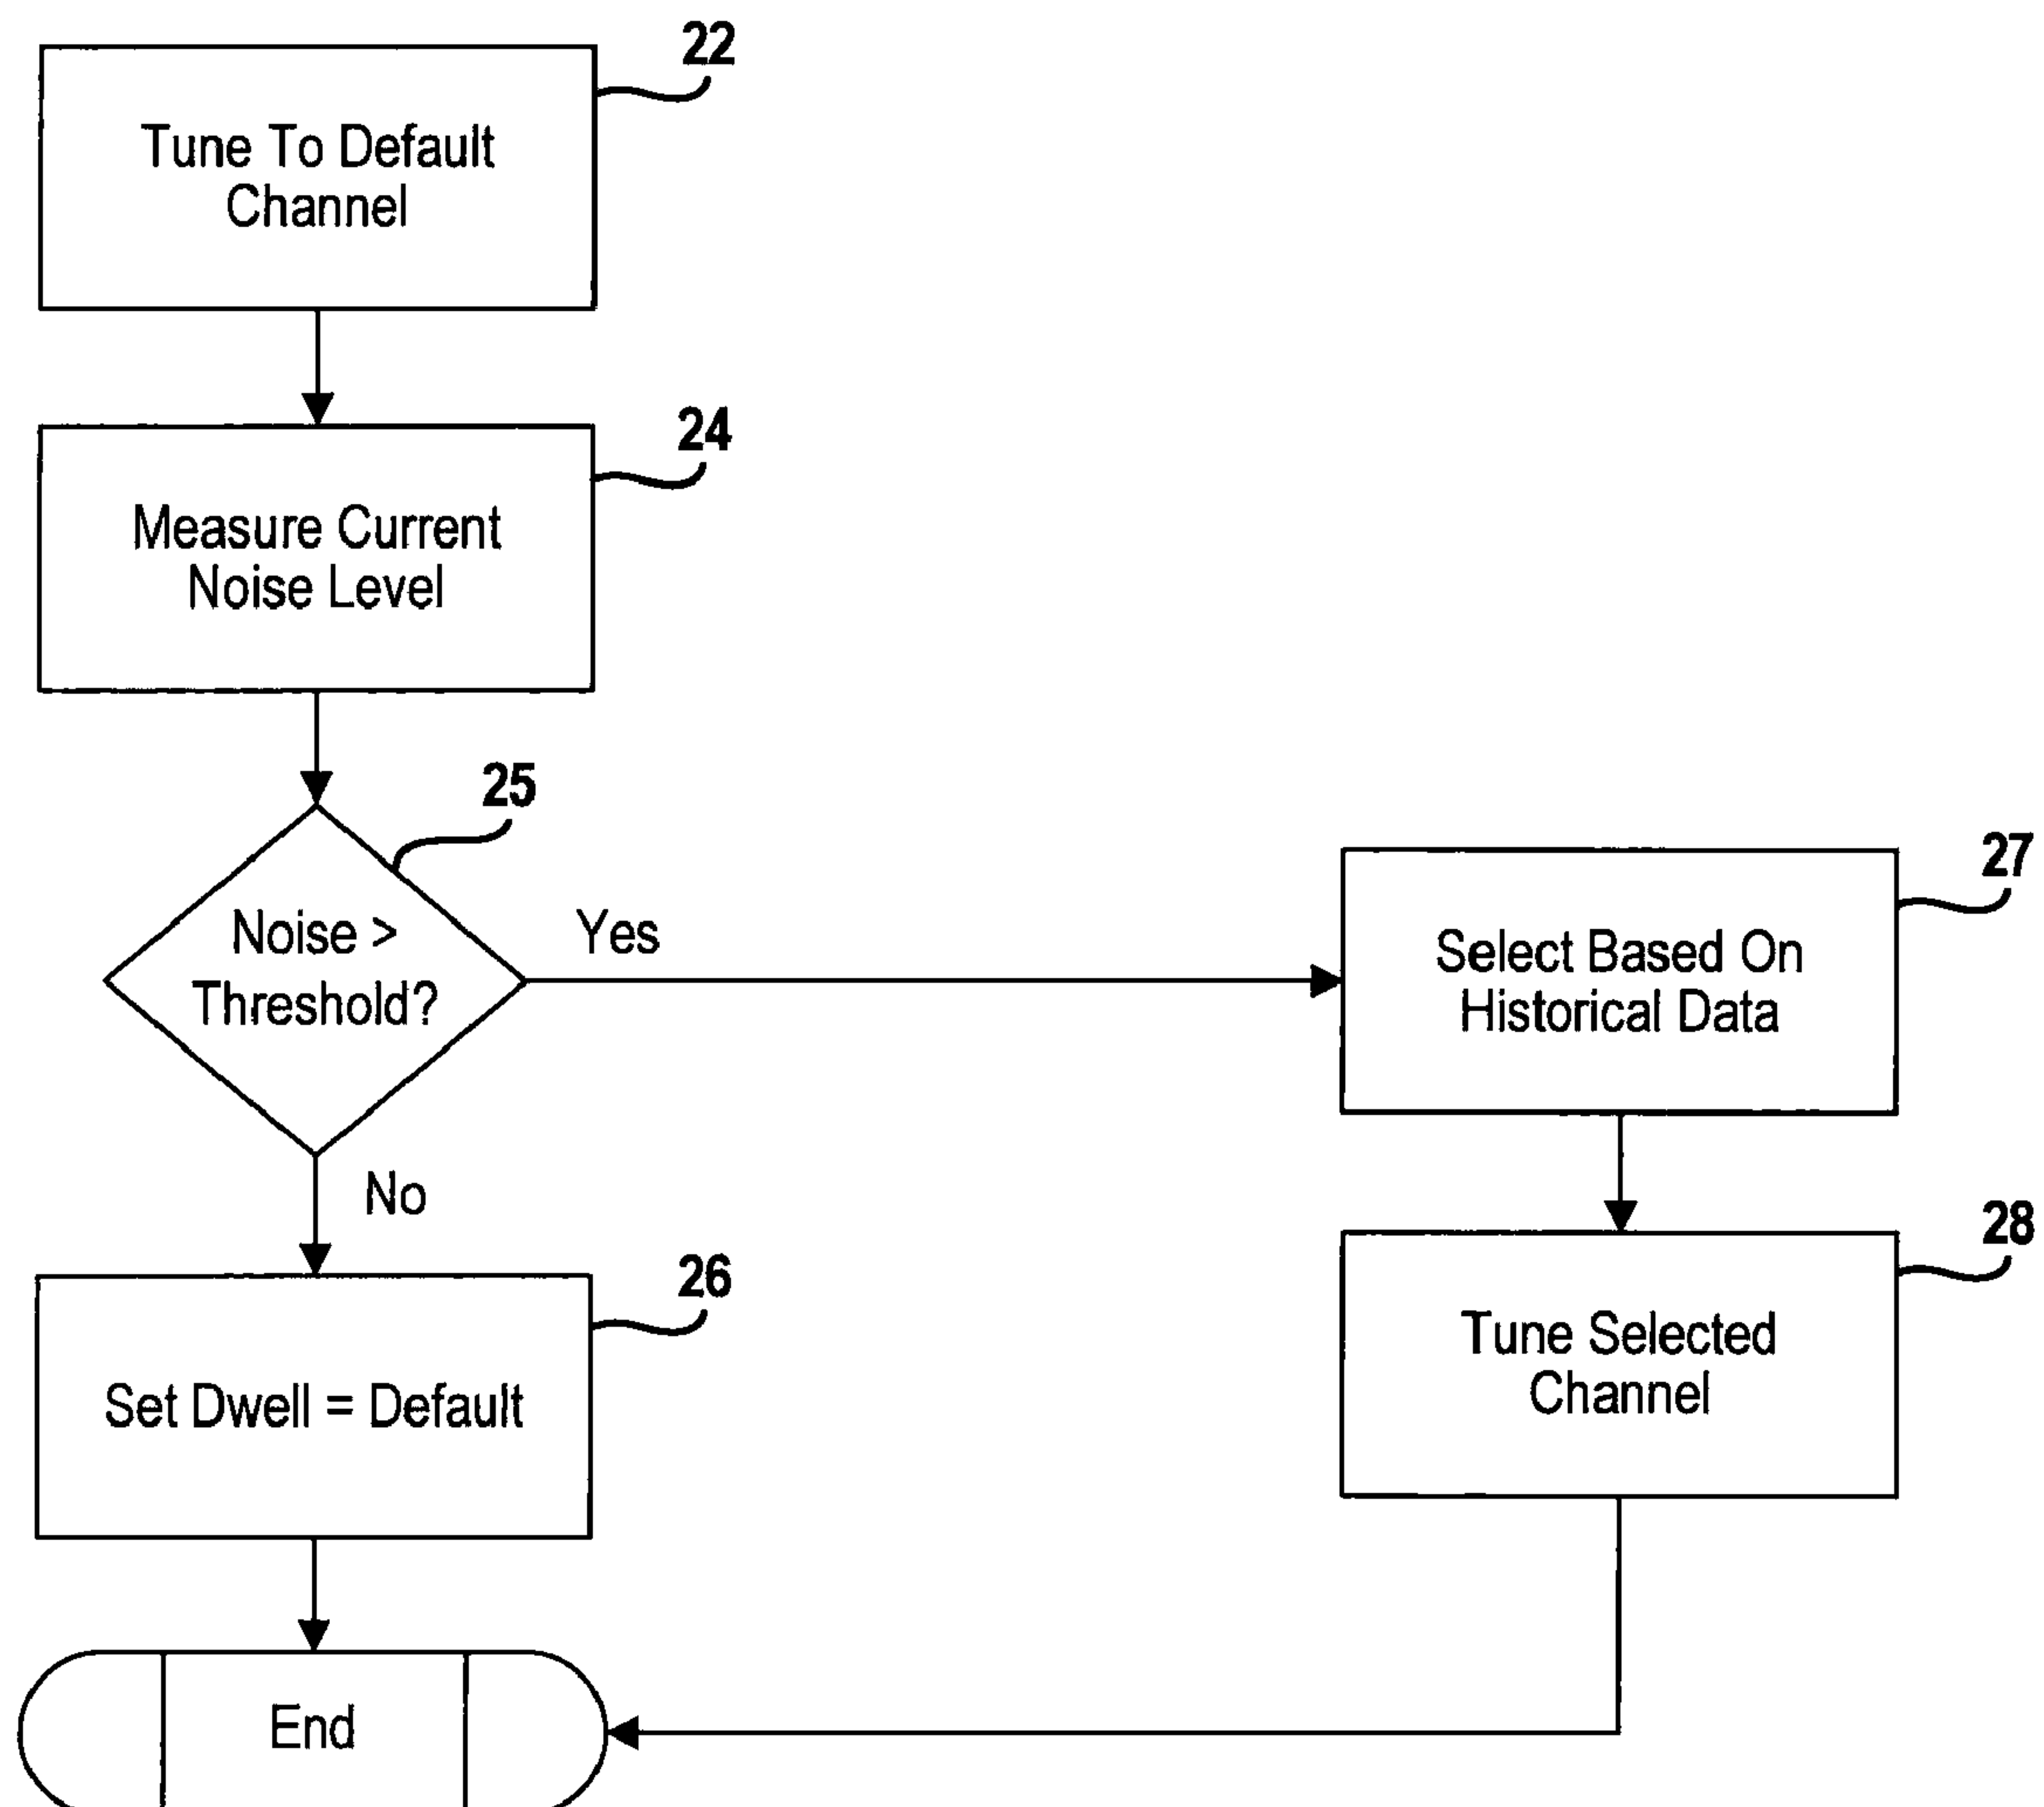 22
Tune To Default
Channel
24
Measure Current
Noise Level
25
Noise >
Threshold?
Yes
No
27
Select Based On
Historical Data
28
Tune Selected
Channel
26
Set Dwell = Default
End